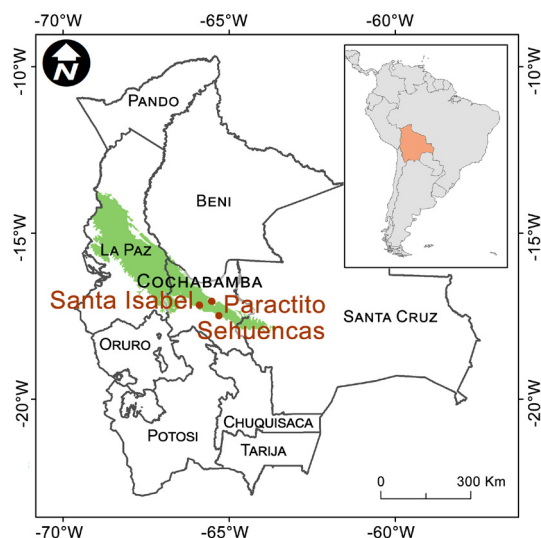 -70°W -65°W -60°W
-10°W
-15°W
-20°W
-10°W
-15°W
-20°W
N
PANDO
BENI
LA PAZ
COCHABAMBA
Santa Isabel Paractito
Sehuencas
SANTA CRUZ
ORURO
CHUQUISACA
POTOSI
TARIJA
0 300 Km
-70°W -65°W -60°W